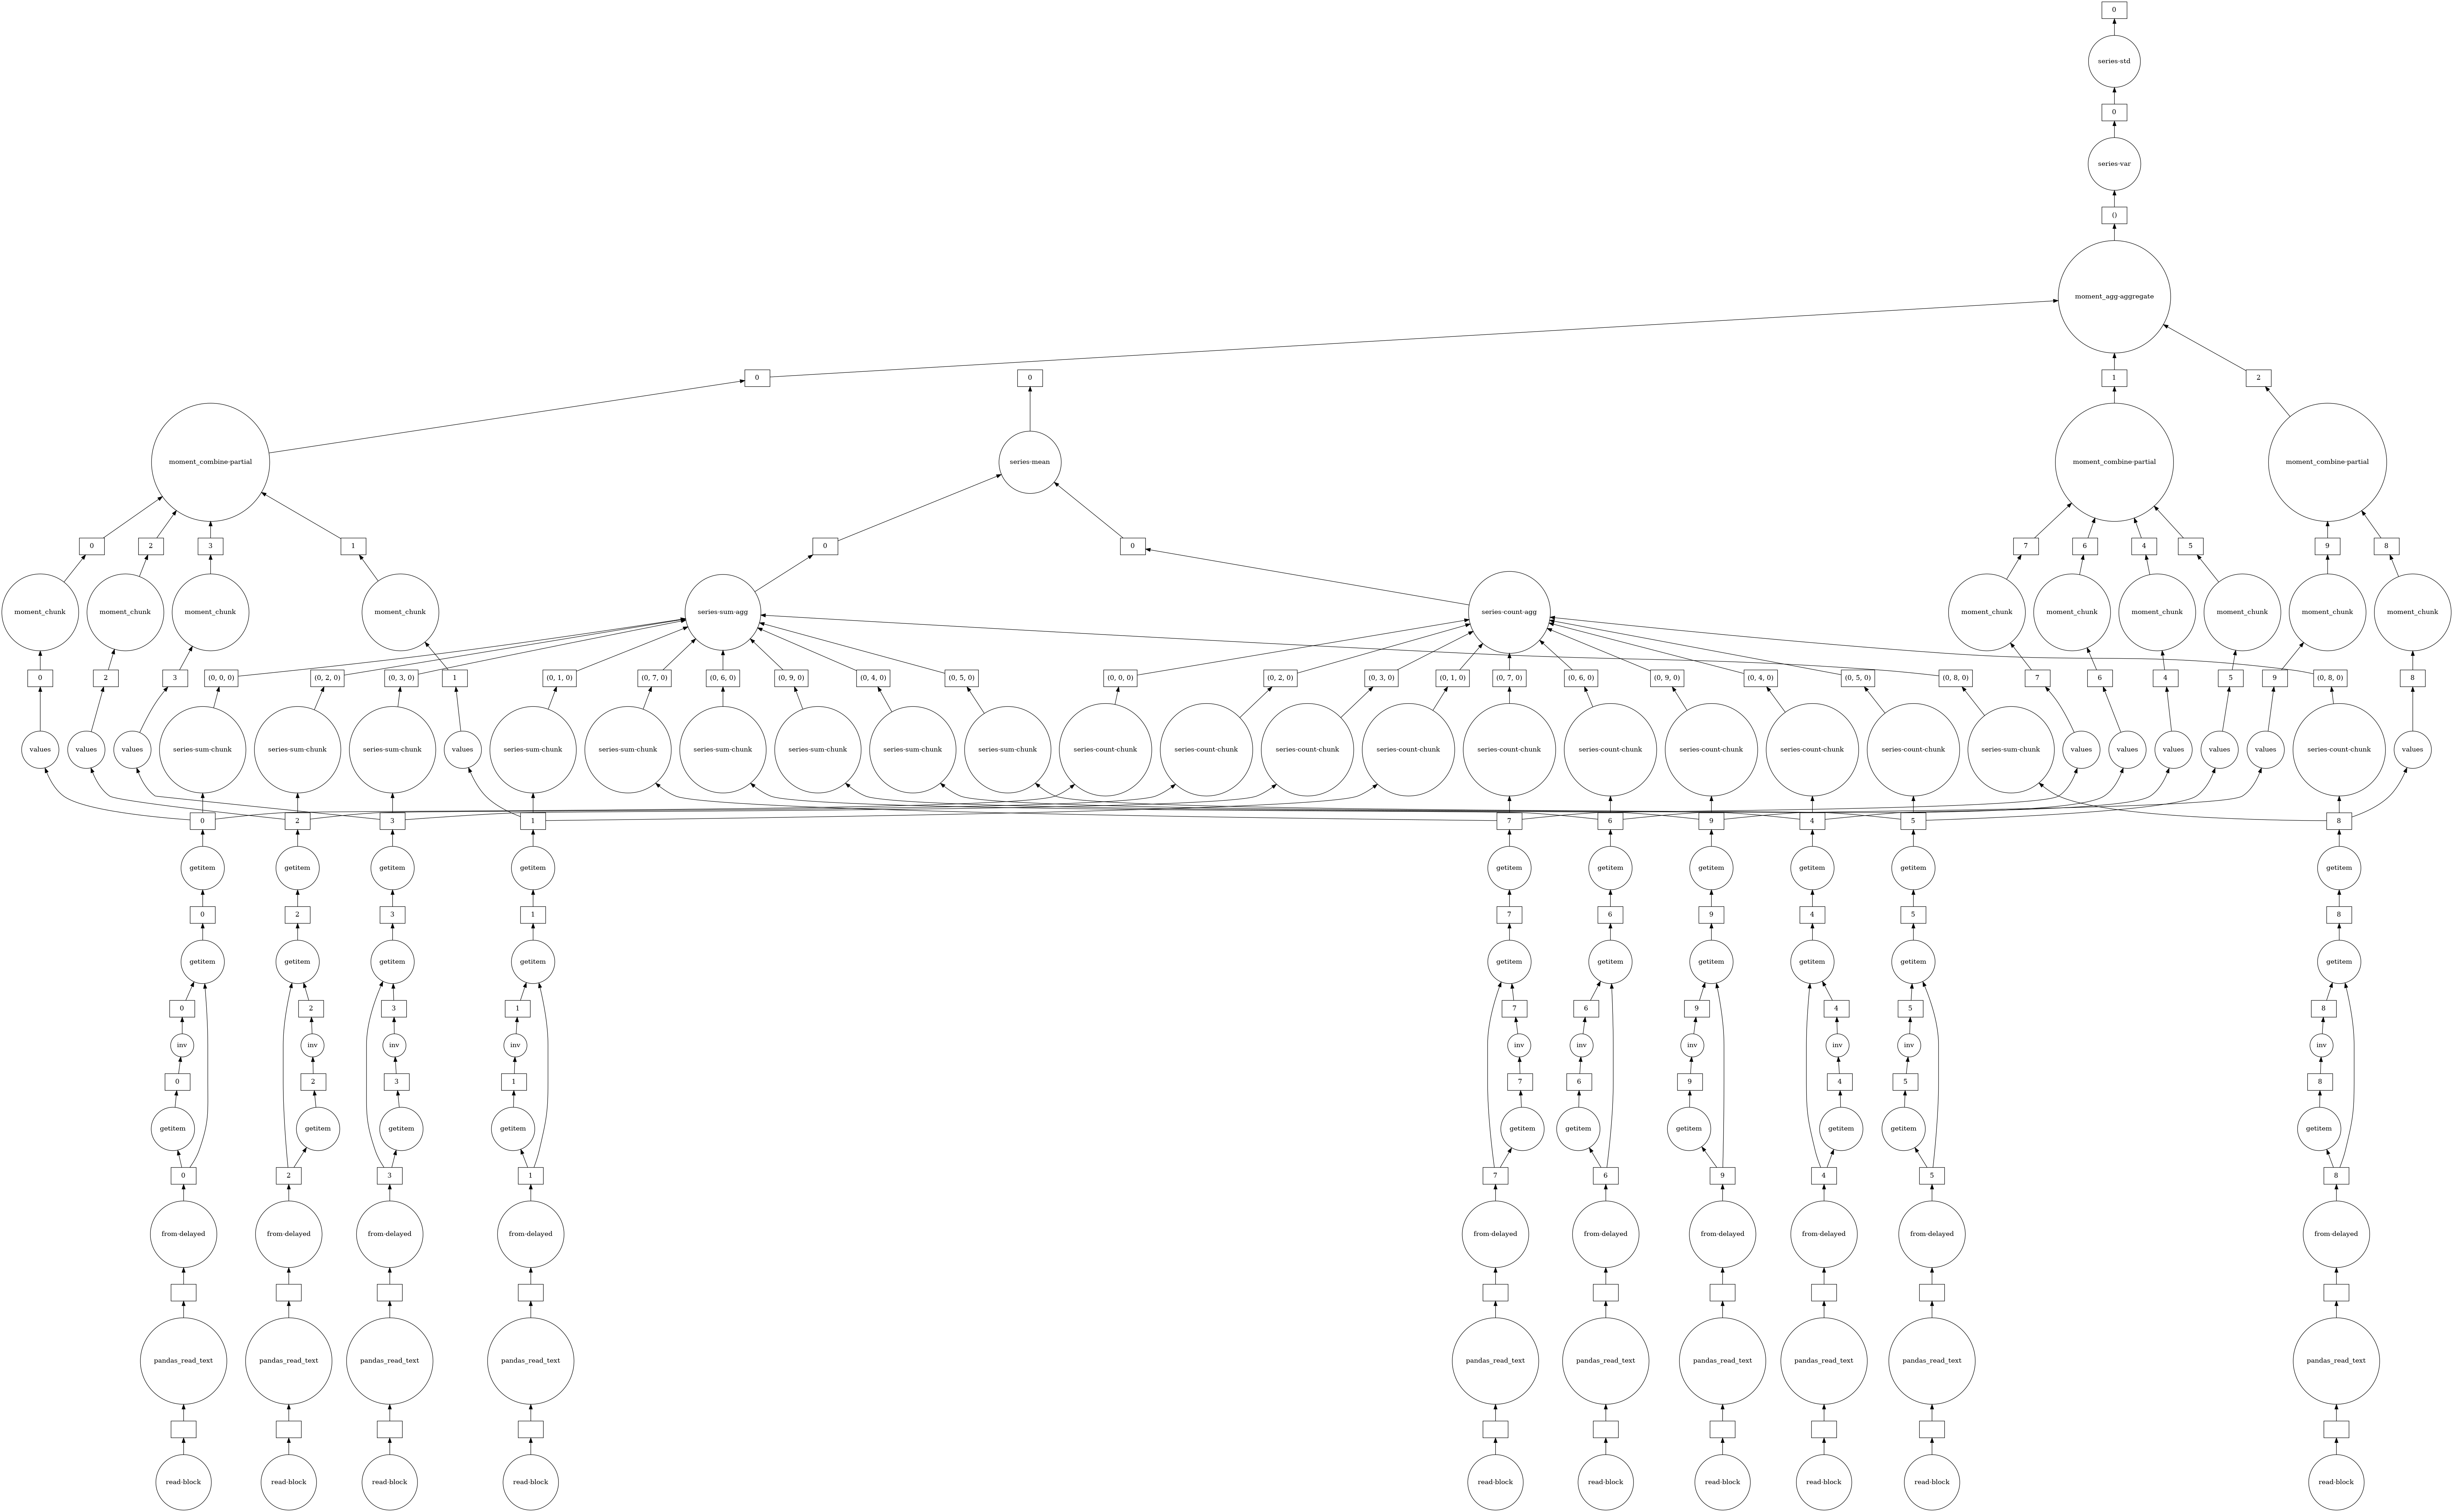 0
series-std
0
series-var
()
moment_agg-aggregate
0 0 1 2
moment_combine-partial series-mean moment_combine-partial moment_combine-partial
0 2 3 1 0 0 7 6 4 5 9 8
moment_chunk moment_chunk moment_chunk moment_chunk series-sum-agg series-count-agg moment_chunk moment_chunk moment_chunk moment_chunk moment_chunk moment_chunk
0 2 3 (0, 0, 0) (0, 2, 0) (0, 3, 0) 1 (0, 1, 0) (0, 7, 0) (0, 6, 0) (0, 9, 0) (0, 4, 0) (0, 5, 0) (0, 0, 0) (0, 2, 0) (0, 3, 0) (0, 1, 0) (0, 7, 0) (0, 6, 0) (0, 9, 0) (0, 4, 0) (0, 5, 0) (0, 8, 0) 7 6 4 5 9 (0, 8, 0) 8
values values values series-sum-chunk series-sum-chunk series-sum-chunk values series-sum-chunk series-sum-chunk series-sum-chunk series-sum-chunk series-sum-chunk series-sum-chunk series-count-chunk series-count-chunk series-count-chunk series-count-chunk series-count-chunk series-count-chunk series-count-chunk series-count-chunk series-count-chunk series-sum-chunk values values values values values series-count-chunk values
0 2 3 1 7 6 9 4 5 8
getitem getitem getitem getitem getitem getitem getitem getitem getitem getitem
0 2 3 1 7 6 9 4 5 8
getitem getitem getitem getitem getitem getitem getitem getitem getitem getitem
0 2 3 1 7 6 9 4 5 8
inv inv inv inv inv inv inv inv inv inv
0 2 3 1 7 6 9 4 5 8
getitem getitem getitem getitem getitem getitem getitem getitem getitem getitem
0 2 3 1 7 6 9 4 5 8
from-delayed from-delayed from-delayed from-delayed from-delayed from-delayed from-delayed from-delayed from-delayed from-delayed
pandas_read_text pandas_read_text pandas_read_text pandas_read_text pandas_read_text pandas_read_text pandas_read_text pandas_read_text pandas_read_text pandas_read_text
read-block read-block read-block read-block read-block read-block read-block read-block read-block read-block